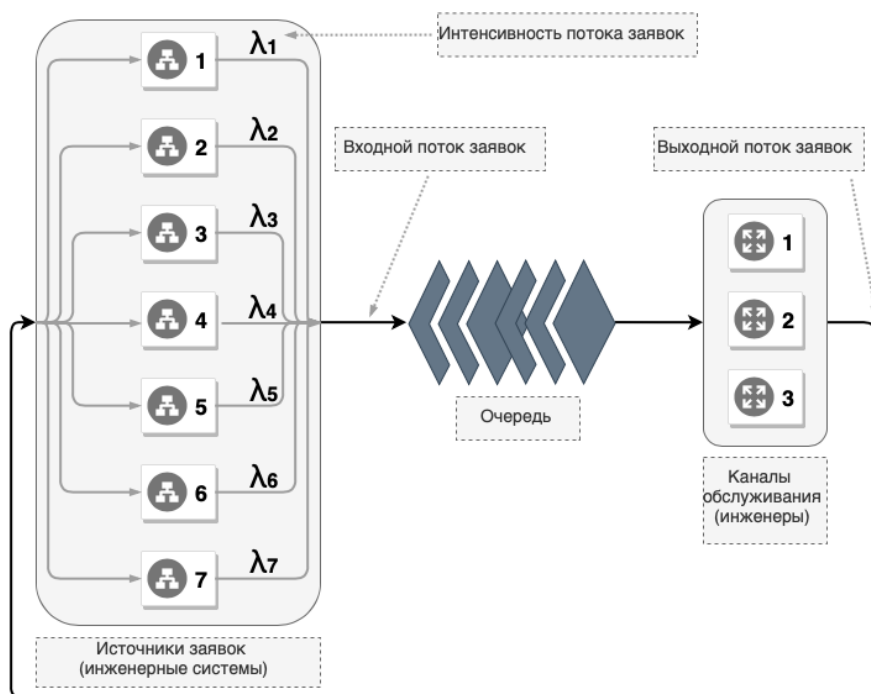 Интенсивность потока заявок
Входной поток заявок
Выходной поток заявок
1
λ1
2
λ2
3
λ3
4
λ4
5
λ5
6
λ6
7
λ7
Очередь
1
2
3
Каналы
обслуживания
(инженеры)
Источники заявок
(инженерные системы)